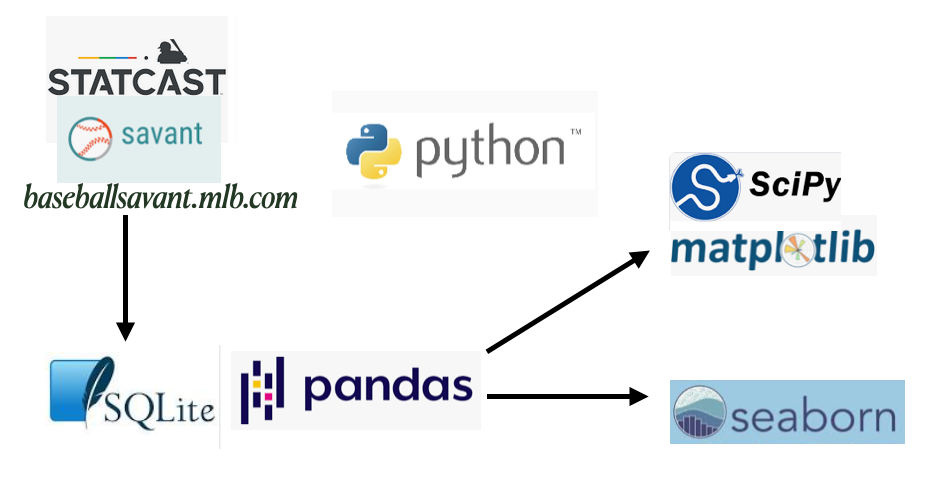 STATCAST
savant
baseballsavant.mlb.com
python™
SciPy
matplotlib
SQLite
pandas
seaborn